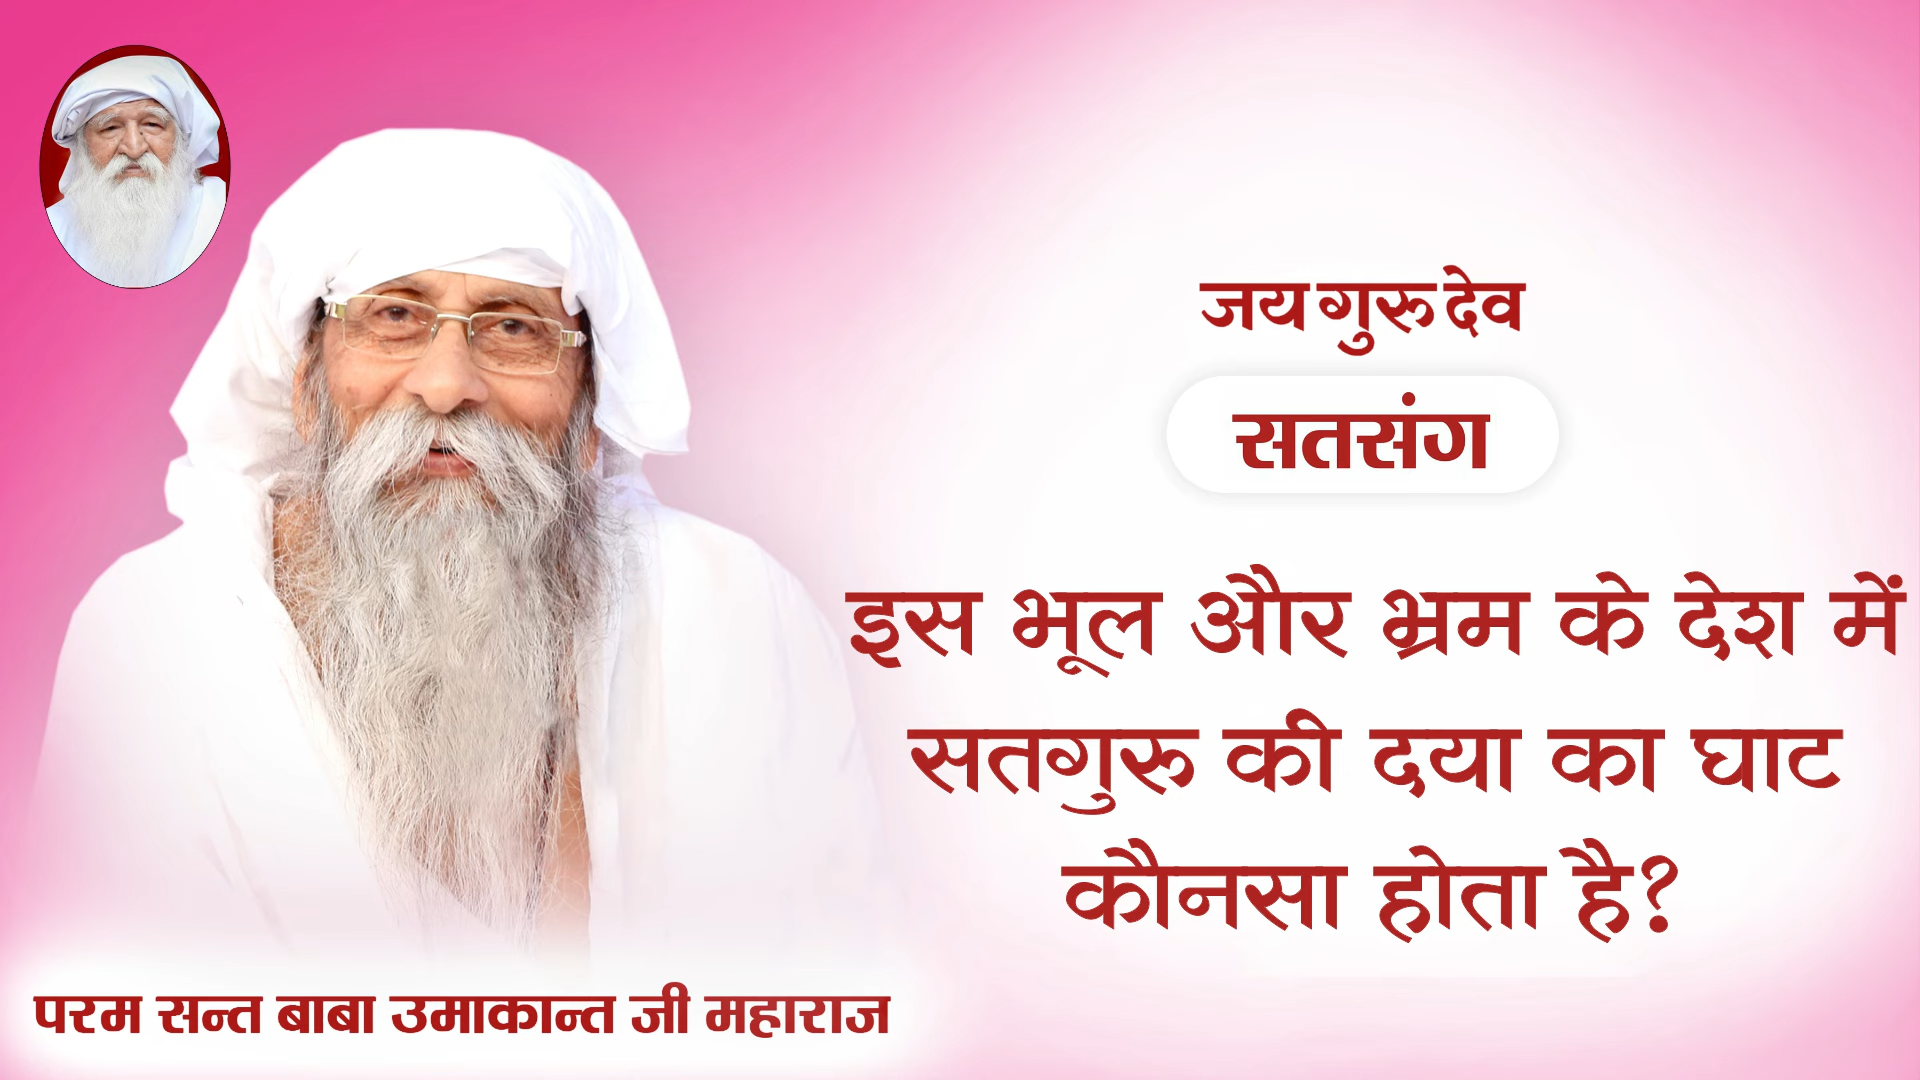 जय गुरु देव
सतसंग
इस भूल और भ्रम के देश में
सतगुरु की दया का घाट
कौनसा होता है?
परम सन्त बाबा उमाकान्त जी महाराज